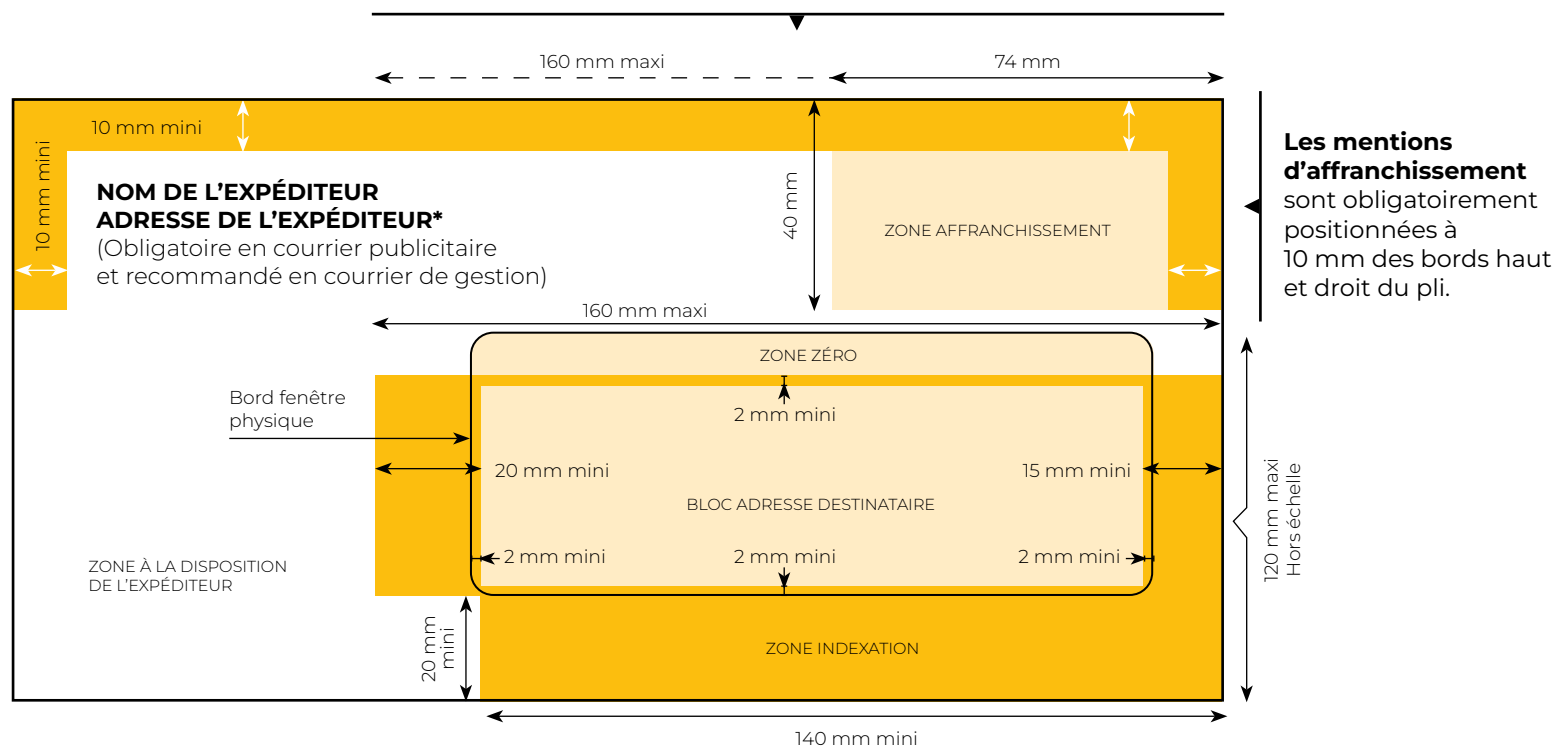 160 mm maxi
74 mm
10 mm mini
10 mm mini
NOM DE L’EXPÉDITEUR
ADRESSE DE L’EXPÉDITEUR*
(Obligatoire en courrier publicitaire
et recommandé en courrier de gestion)
40 mm
ZONE AFFRANCHISSEMENT
Les mentions
d’affranchissement
sont obligatoirement
positionnées à
10 mm des bords haut
et droit du pli.
160 mm maxi
ZONE ZÉRO
Bord fenêtre
physique
2 mm mini
20 mm mini
15 mm mini
BLOC ADRESSE DESTINATAIRE
2 mm mini
2 mm mini
2 mm mini
120 mm maxi
Hors échelle
ZONE À LA DISPOSITION
DE L’EXPÉDITEUR
20 mm
mini
ZONE INDEXATION
140 mm mini